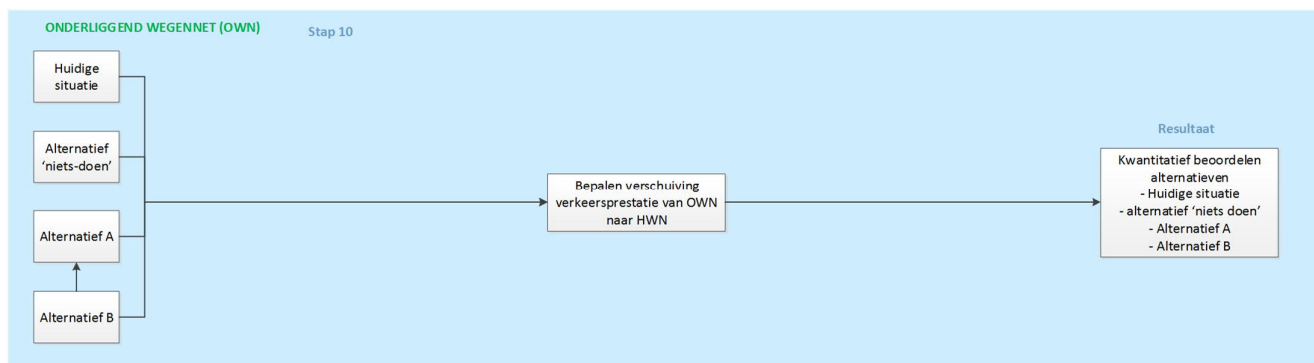 ONDERLIGGEND WEGENNET (OWN)
Stap 10
Huidige
situatie
Alternatief
‘niets-doen’
Alternatief A
Alternatief B
Bepalen verschuiving
verkeersprestatie van OWN
naar HWN
Resultaat
Kwantitatief beoordelen
alternatieven
- Huidige situatie
- alternatief ‘niets doen’
- Alternatief A
- Alternatief B